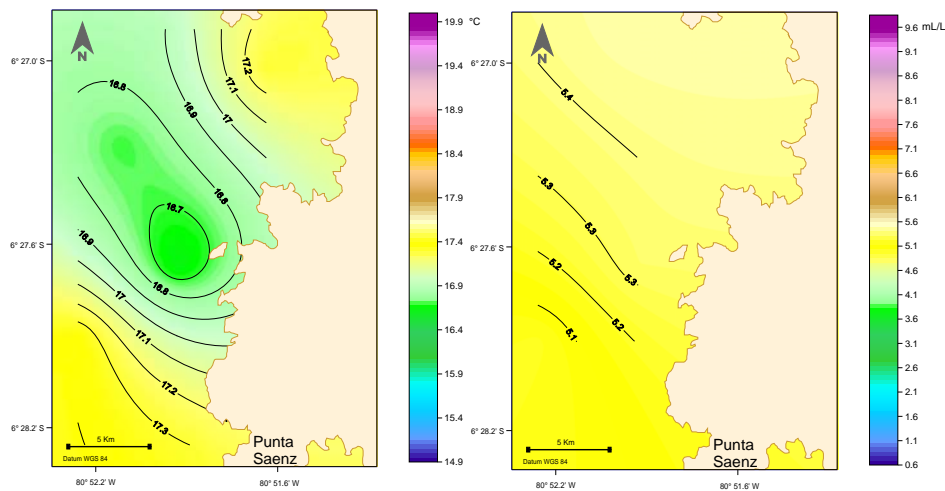 N
6° 27.0' S
6° 27.6' S
6° 28.2' S
80° 52.2' W
80° 51.6' W
16.8
16.9
17
17.1
17.2
16.8
16.7
16.9
16.8
17
17.1
17.2
17.3
5 Km
Datum WGS 84
Punta
Saenz
19.9 °C
19.4
18.9
18.4
17.9
17.4
16.9
16.4
15.9
15.4
14.9
N
6° 27.0' S
6° 27.6' S
6° 28.2' S
80° 52.2' W
80° 51.6' W
5.4
5.3
5.3
5.3
5.2
5.2
5.1
5 Km
Datum WGS 84
Punta
Saenz
9.6 mL/L
9.1
8.6
8.1
7.6
7.1
6.6
6.1
5.6
5.1
4.6
4.1
3.6
3.1
2.6
2.1
1.6
1.1
0.6